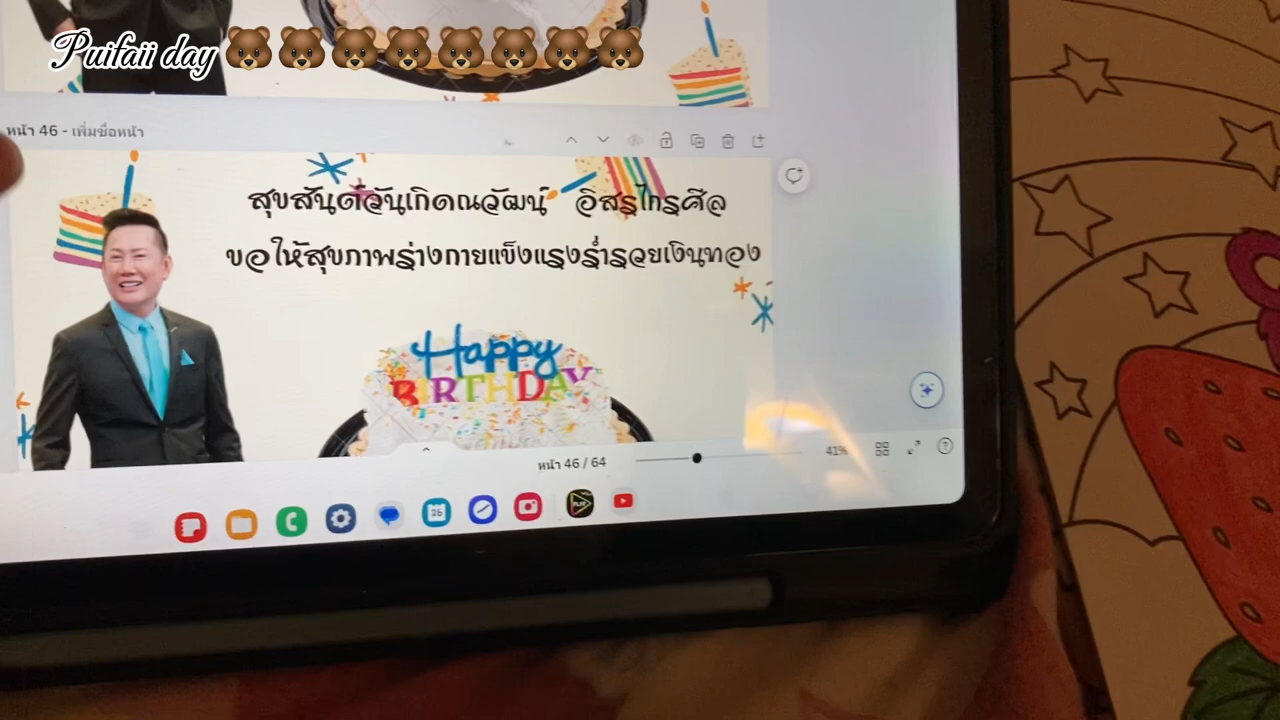 Puifaii day 🐻🐻🐻🐻🐻🐻🐻🐻
หน้า 46 - เพิ่มชื่อหน้า
สุขสันต์วันเกิดณวัฒน์ อิสรไกรศีล
ขอให้สุขภาพร่างกายแข็งแรงร่ำรวยเงินทอง
Happy
BIRTHDAY
หน้า 46 / 64
41%
26
PLAY